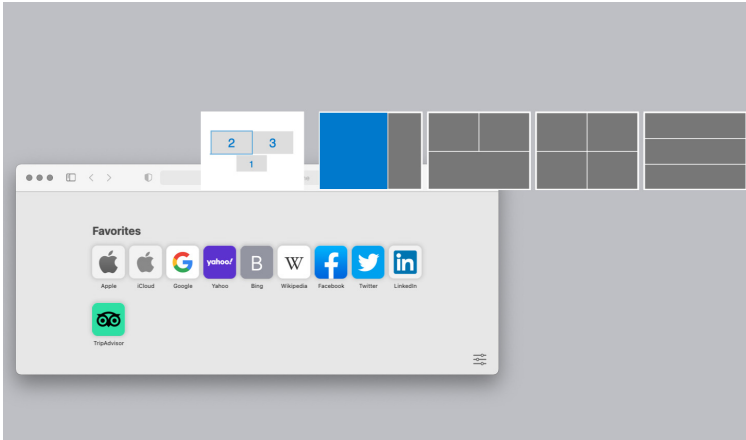 2 3
1
Favorites
yahoo!
B
W
f
in
Apple iCloud Google Yahoo Bing Wikipedia Facebook Twitter LinkedIn
TripAdvisor